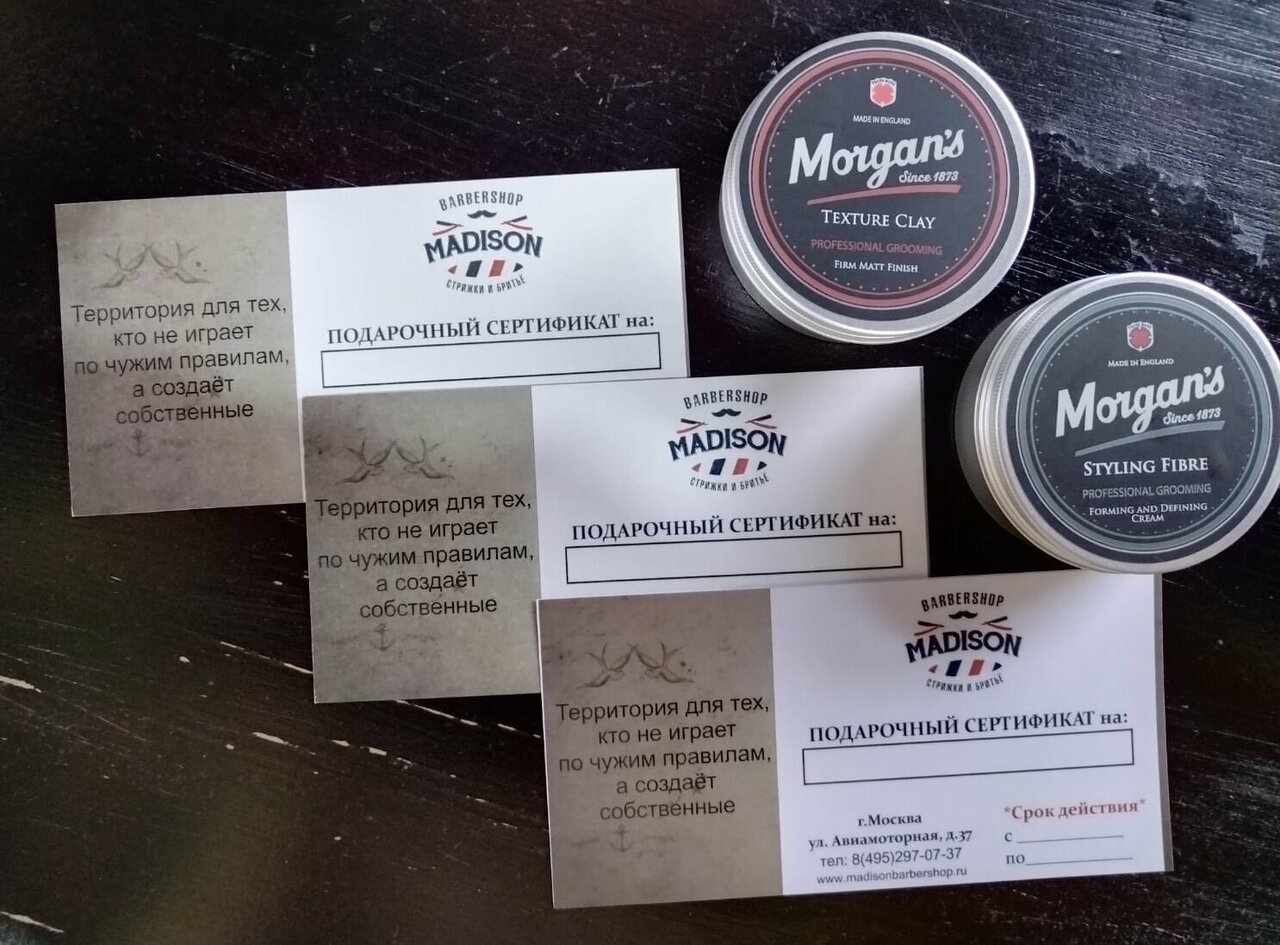 BARBERSHOP
MADISON
СТРИЖКИ И БРИТЬЁ
Территория для тех,
кто не играет
по чужим правилам,
а создаёт
собственные
ПОДАРОЧНЫЙ СЕРТИФИКАТ на:
BARBERSHOP
MADISON
СТРИЖКИ И БРИТЬЁ
Территория для тех,
кто не играет
по чужим правилам,
а создаёт
собственные
ПОДАРОЧНЫЙ СЕРТИФИКАТ на:
BARBERSHOP
MADISON
СТРИЖКИ И БРИТЬЁ
Территория для тех,
кто не играет
по чужим правилам,
а создаёт
собственные
ПОДАРОЧНЫЙ СЕРТИФИКАТ на:
г.Москва
ул. Авиамоторная, д.37
тел: 8(495)297-07-37
www.madisonbarbershop.ru
*Срок действия*
с
по
MADE IN ENGLAND
Morgan's
Since 1873
TEXTURE CLAY
PROFESSIONAL GROOMING
FIRM MATT FINISH
MADE IN ENGLAND
Morgan's
Since 1873
STYLING FIBRE
PROFESSIONAL GROOMING
FORMING AND DEFINING
CREAM